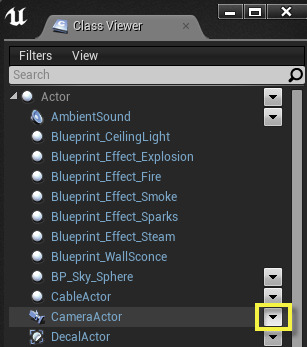 Class Viewer
Filters View
Search
Actor
AmbientSound
Blueprint_CeilingLight
Blueprint_Effect_Explosion
Blueprint_Effect_Fire
Blueprint_Effect_Smoke
Blueprint_Effect_Sparks
Blueprint_Effect_Steam
Blueprint_WallSconce
BP_Sky_Sphere
CableActor
CameraActor
DecalActor